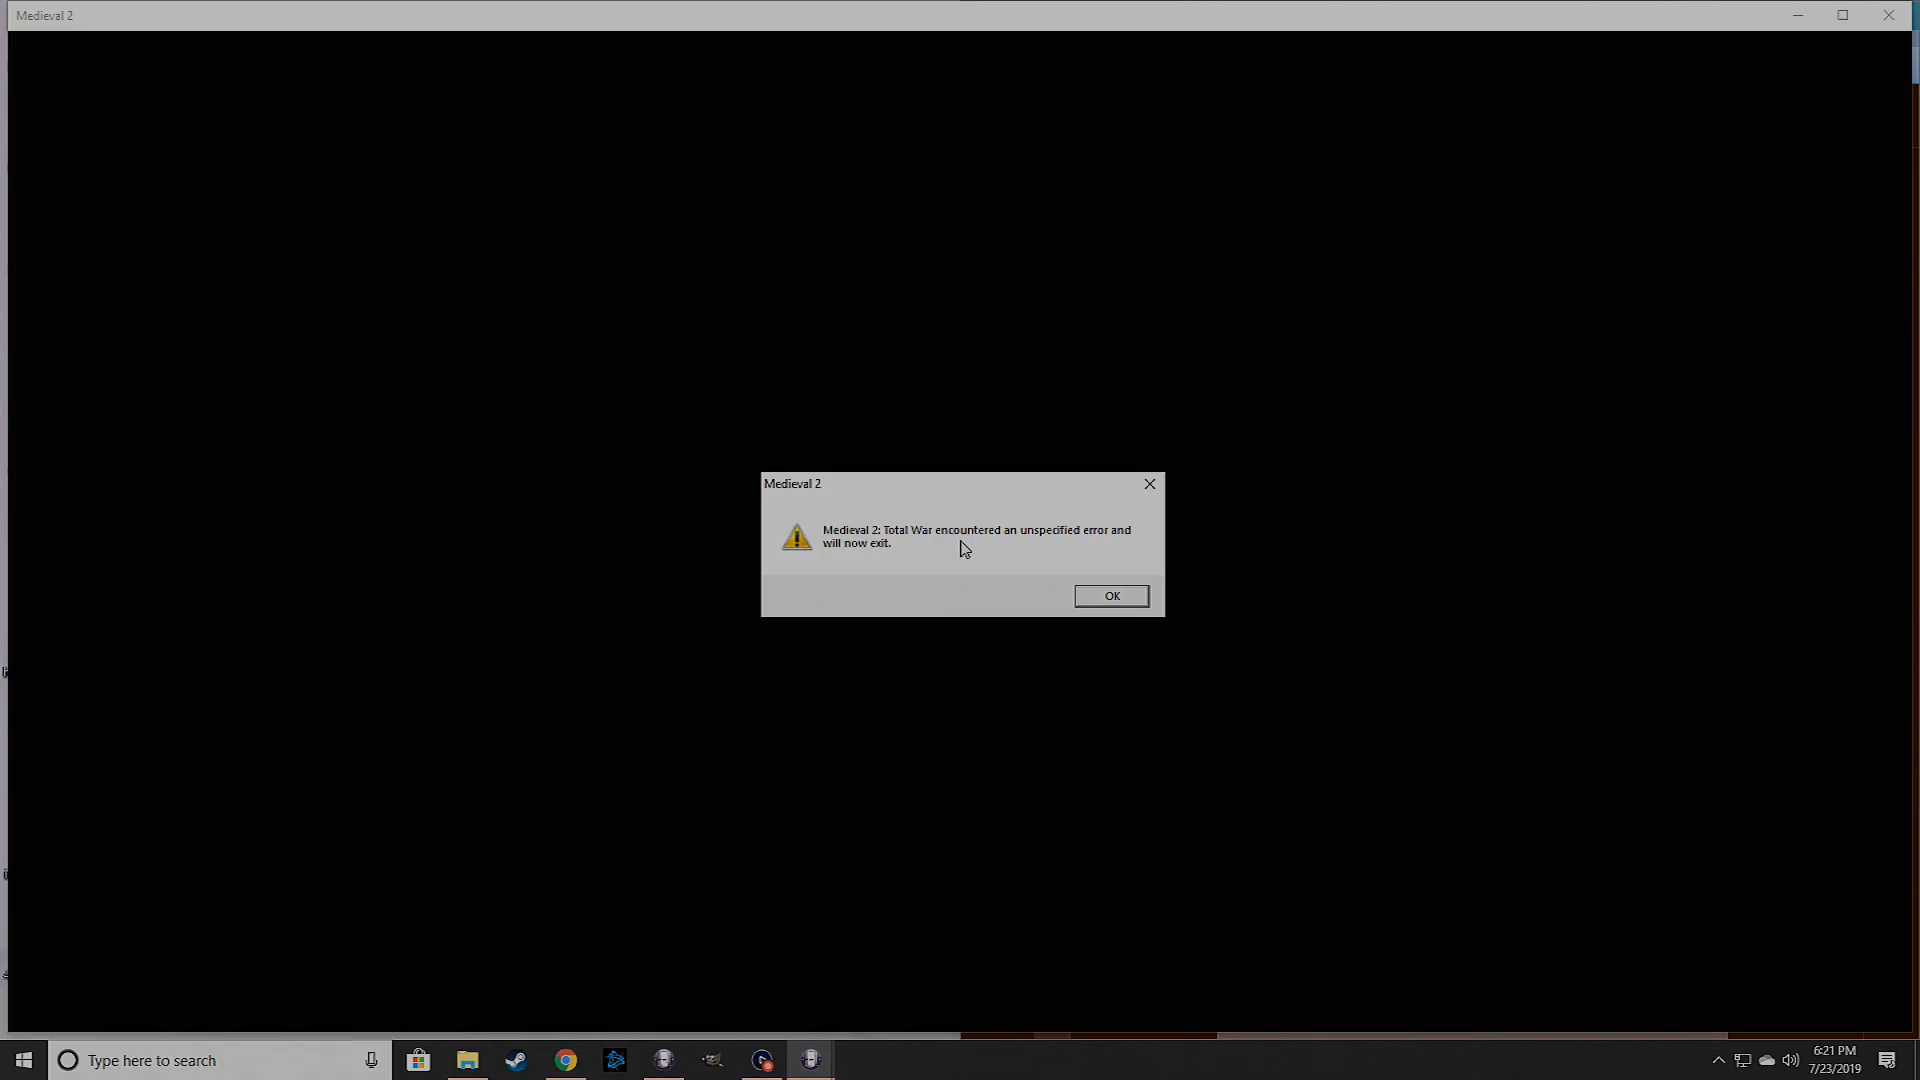 Medieval 2
Medieval 2
Medieval 2: Total War encountered an unspecified error and
will now exit.
OK
Type here to search
6:21 PM
7/23/2019